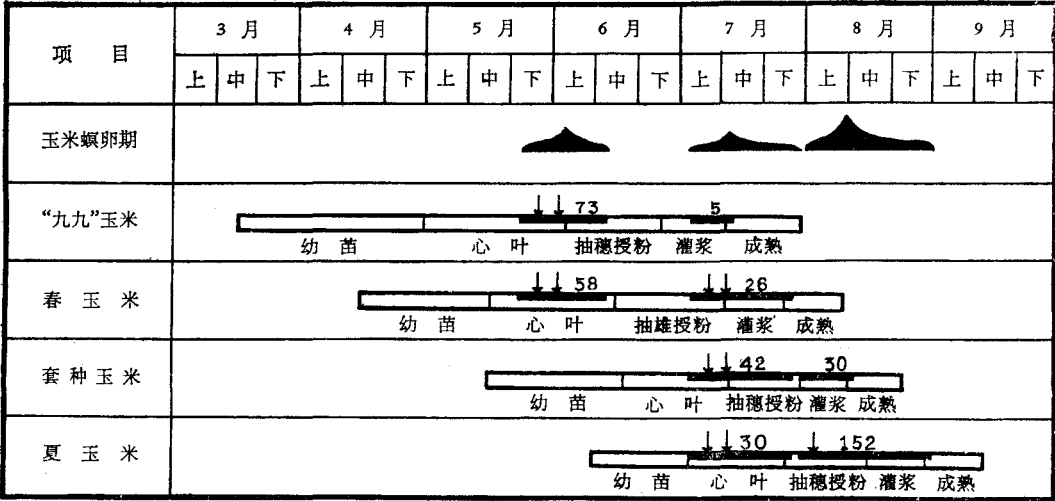 项 目
3 月 4 月 5 月 6 月 7 月 8 月 9 月
上 中 下 上 中 下 上 中 下 上 中 下 上 中 下 上 中 下 上 中 下
玉米螟卵期
“九九”玉米
73 5
幼 苗 心 叶 抽穗授粉 灌浆 成熟
春 玉 米
58 26
幼 苗 心 叶 抽雄授粉 灌浆 成熟
套 种 玉 米
42 30
幼 苗 心 叶 抽穗授粉 灌浆 成熟
夏 玉 米
30 152
幼 苗 心 叶 抽穗授粉 灌浆 成熟